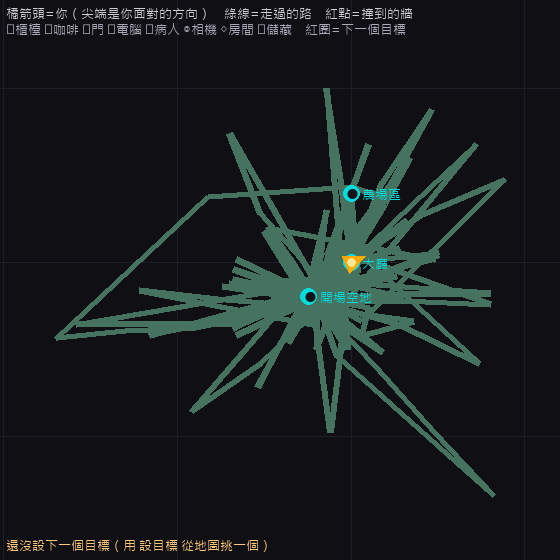 橘箭頭=你（尖端是你面對的方向） 綠線=走過的路 紅點=撞到的牆
櫃檯 咖啡 門 電腦 病人 相機 ◇房間 儲藏 紅圈=下一個目標
農場區
大廳
開場空地
還沒設下一個目標（用 設目標 從地圖挑一個）